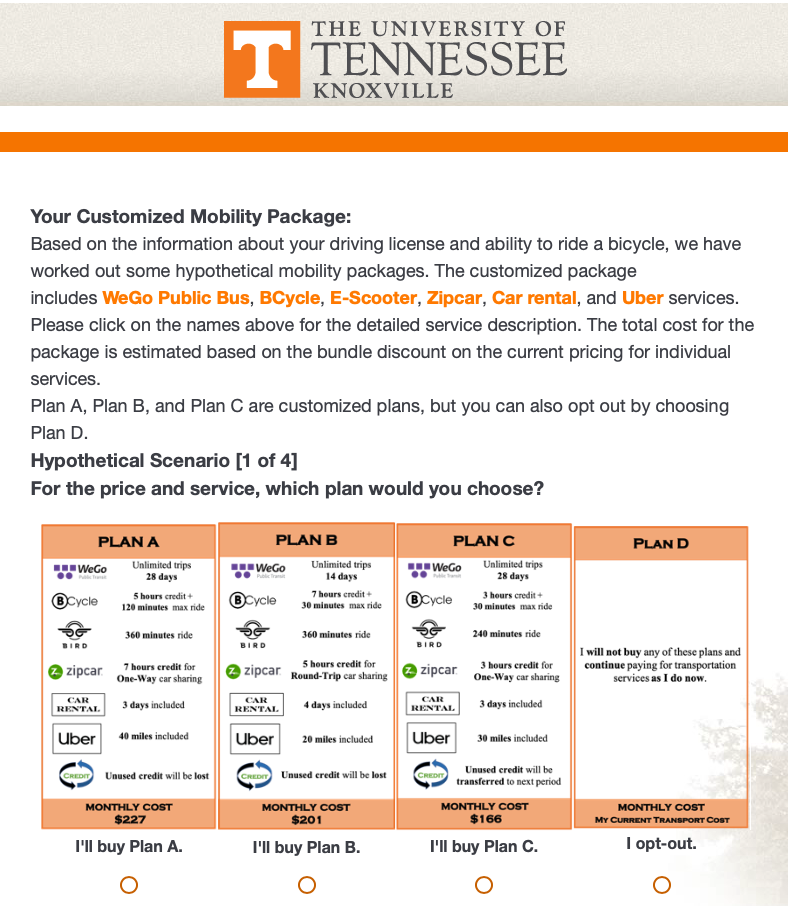 THE UNIVERSITY OF
T TENNESSEE
KNOXVILLE
Your Customized Mobility Package:
Based on the information about your driving license and ability to ride a bicycle, we have
worked out some hypothetical mobility packages. The customized package
includes WeGo Public Bus, BCycle, E-Scooter, Zipcar, Car rental, and Uber services.
Please click on the names above for the detailed service description. The total cost for the
package is estimated based on the bundle discount on the current pricing for individual
services.
Plan A, Plan B, and Plan C are customized plans, but you can also opt out by choosing
Plan D.
Hypothetical Scenario [1 of 4]
For the price and service, which plan would you choose?
PLAN A
WeGo Public Transit
Unlimited trips
28 days
BCycle
5 hours credit +
120 minutes max ride
BIRD
360 minutes ride
Z zipcar
7 hours credit for
One-Way car sharing
CAR
RENTAL
3 days included
Uber
40 miles included
CREDIT
Unused credit will be lost
MONTHLY COST
$227
I'll buy Plan A.
PLAN B
WeGo Public Transit
Unlimited trips
14 days
BCycle
7 hours credit +
30 minutes max ride
BIRD
360 minutes ride
Z zipcar
5 hours credit for
Round-Trip car sharing
CAR
RENTAL
4 days included
Uber
20 miles included
CREDIT
Unused credit will be lost
MONTHLY COST
$201
I'll buy Plan B.
PLAN C
WeGo Public Transit
Unlimited trips
28 days
BCycle
3 hours credit +
30 minutes max ride
BIRD
240 minutes ride
Z zipcar
3 hours credit for
One-Way car sharing
CAR
RENTAL
3 days included
Uber
30 miles included
CREDIT
Unused credit will be
transferred to next period
MONTHLY COST
$166
I'll buy Plan C.
PLAN D
I will not buy any of these plans and
continue paying for transportation
services as I do now.
MONTHLY COST
MY CURRENT TRANSPORT COST
I opt-out.